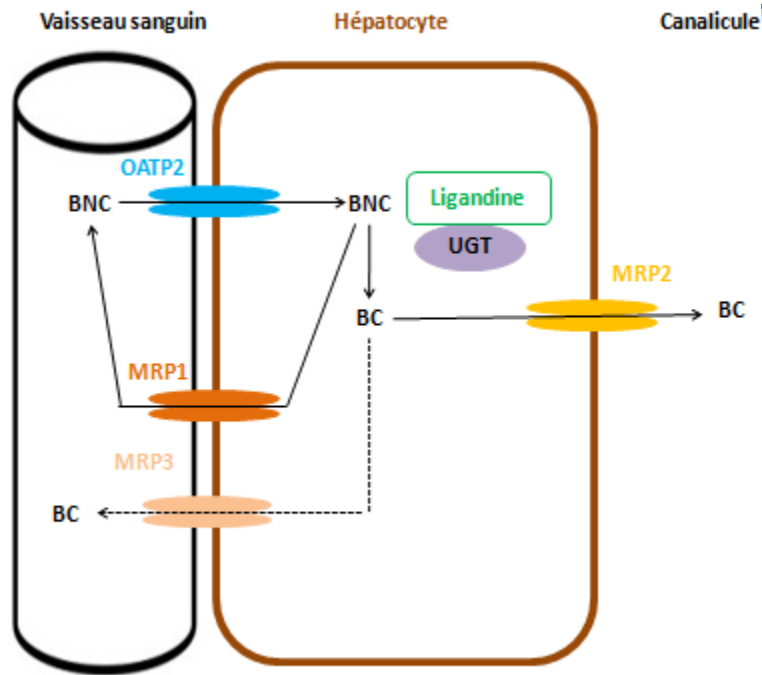 Vaisseau sanguin
Hépatocyte
Canalicule
OATP2
BNC
BNC
Ligandine
UGT
MRP2
BC
BC
MRP1
MRP3
BC